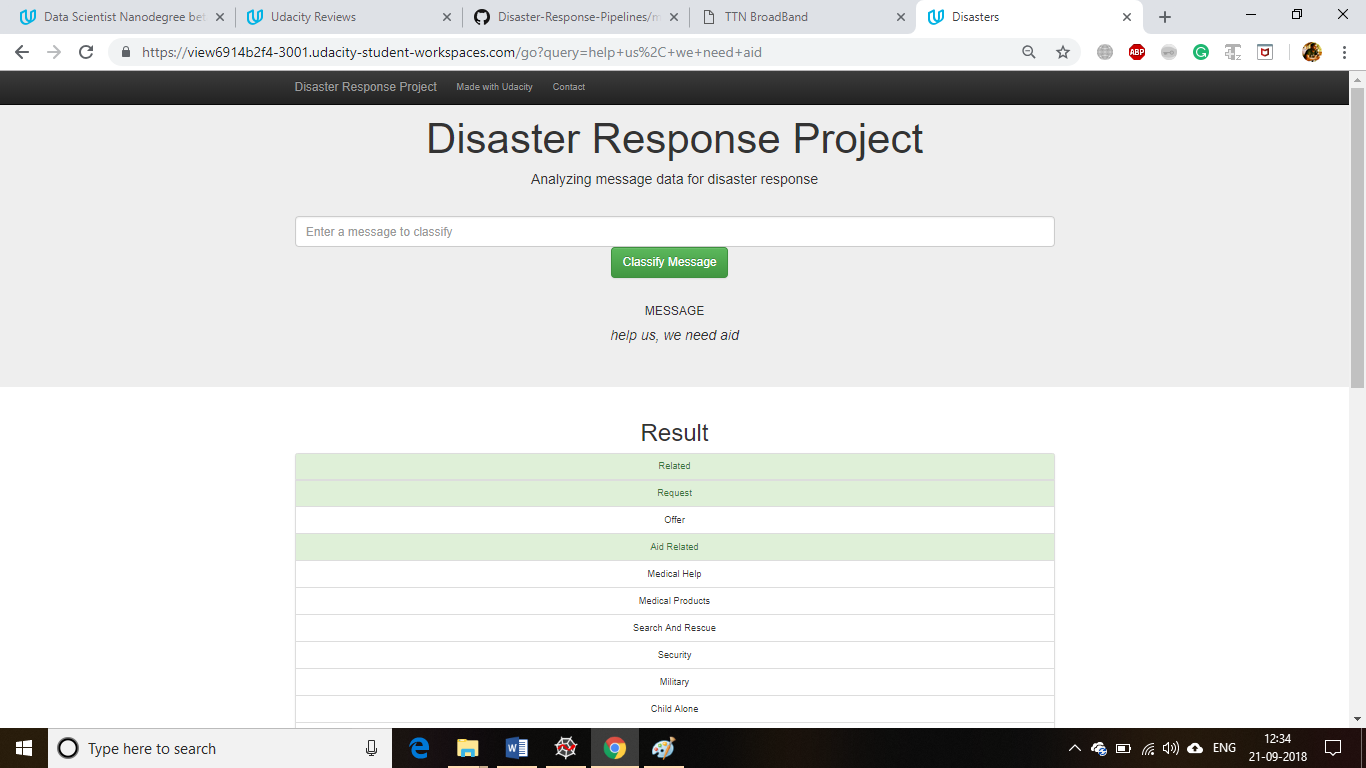 Data Scientist Nanodegree bet
Udacity Reviews
Disaster-Response-Pipelines/m
TTN BroadBand
Disasters
https://view6914b2f4-3001.udacity-student-workspaces.com/go?query=help+us%2C+we+need+aid
ABP
Disaster Response Project Made with Udacity Contact
Disaster Response Project
Analyzing message data for disaster response
Enter a message to classify
Classify Message
MESSAGE
help us, we need aid
Result
Related
Request
Offer
Aid Related
Medical Help
Medical Products
Search And Rescue
Security
Military
Child Alone
Type here to search
ENG
12:34
21-09-2018